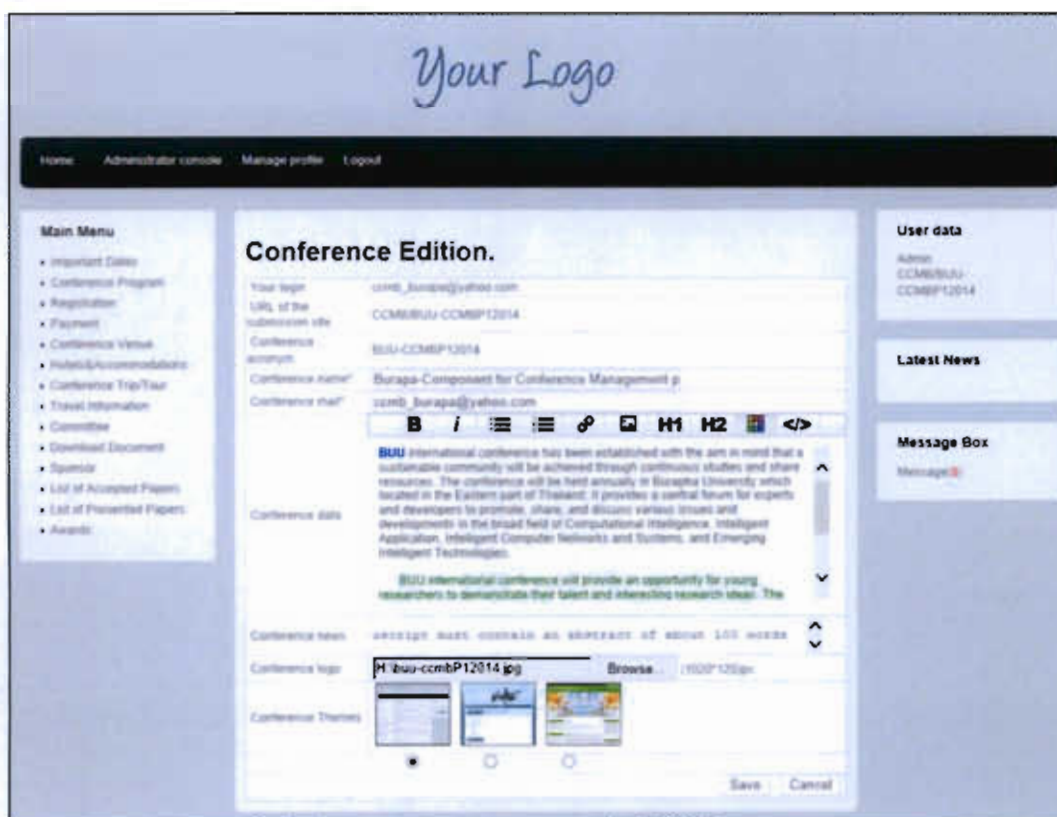 Your Logo
Home Administrator console Manage profile Logout
Main Menu
Important Dates
Conference Program
Registration
Payment
Conference Venue
Hotels&Accommodations
Conference Trip/Tour
Travel Information
Committee
Download Document
Sponsor
List of Accepted Papers
List of Presented Papers
Awards
Conference Edition.
Your login ccmb_burapa@yahoo.com
URL of the
submission site CCMB/BUU-CCMBP12014
Conference
acronym BUU-CCMBP12014
Conference name* Burapa-Component for Conference Management p
Conference mail* ccmb_burapa@yahoo.com
B i H1 H2 </>
Conference data
BUU international conference has been established with the aim in mind that a
sustainable community will be achieved through continuous studies and share
resources. The conference will be held annually in Burapha University which
located in the Eastern part of Thailand. It provides a central forum for experts
and developers to promote, share, and discuss various issues and
developments in the broad field of Computational Intelligence, Intelligent
Application, Intelligent Computer Networks and Systems, and Emerging
Intelligent Technologies.
BUU international conference will provide an opportunity for young
researchers to demonstrate their talent and interesting research ideas. The
Conference news script must contain an abstract of about 100 words
Conference logo H:\buu-ccmbP12014.jpg Browse... (1020*120)px
Conference Themes
Save Cancel
User data
Admin
CCMB/BUU-
CCMBP12014
Latest News
Message Box
Message